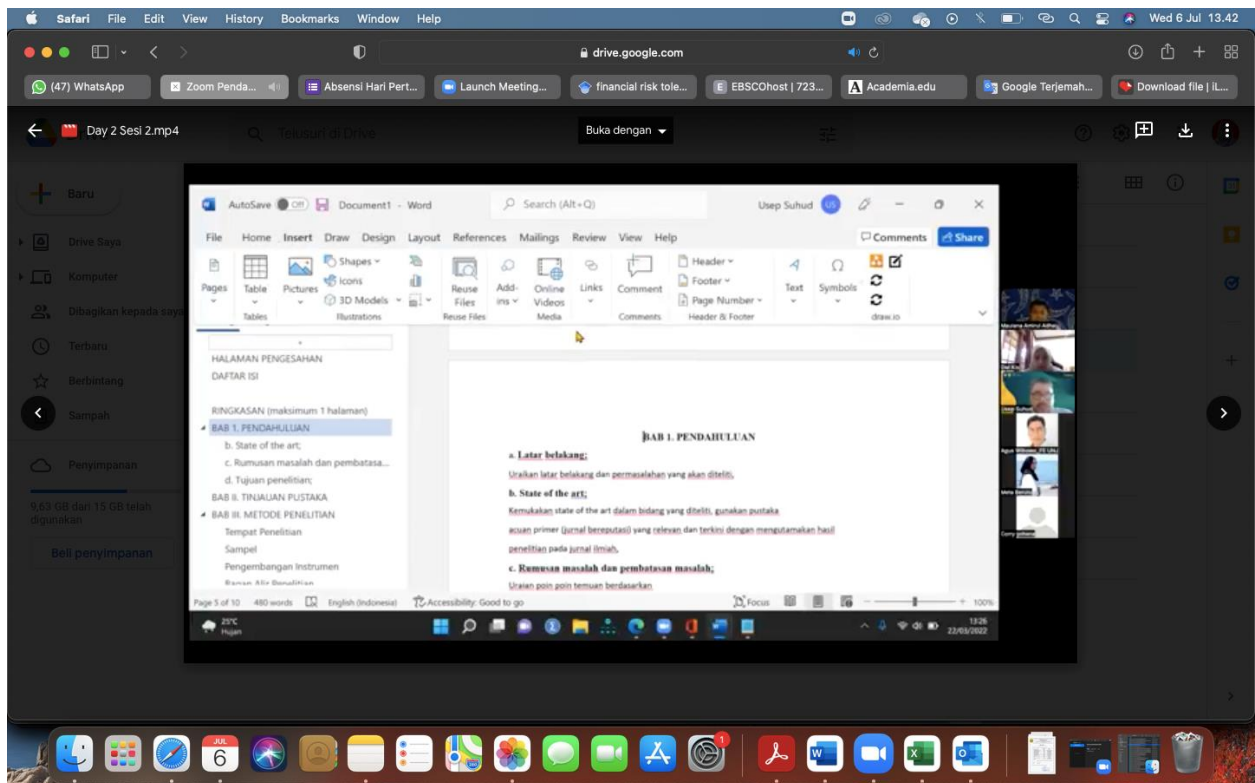 Safari File Edit View History Bookmarks Window Help Wed 6 Jul 13.42
drive.google.com
(47) WhatsApp Zoom Penda... Absensi Hari Pert... Launch Meeting... financial risk tole... EBSCOhost | 723... Academia.edu Google Terjemah... Download file | iL...
Day 2 Sesi 2.mp4 Telusuri di Drive Buka dengan
Baru
Drive Saya
Komputer
Dibagikan kepada saya
Terbaru
Berbintang
Sampah
Penyimpanan
9,63 GB dari 15 GB telah
digunakan
Beli penyimpanan
AutoSave Off Document1 - Word Search (Alt+Q) Usep Suhud US
File Home Insert Draw Design Layout References Mailings Review View Help Comments Share
Pages Table Pictures Shapes Icons 3D Models Reuse Files Add-ins Online Videos Links Comment Header Footer Page Number Text Symbols
Tables Illustrations Reuse Files Media Comments Header & Footer draw.io
HALAMAN PENGESAHAN
DAFTAR ISI
RINGKASAN (maksimum 1 halaman)
BAB 1. PENDAHULUAN
b. State of the art;
c. Rumusan masalah dan pembatasa...
d. Tujuan penelitian;
BAB II. TINJAUAN PUSTAKA
BAB III. METODE PENELITIAN
Tempat Penelitian
Sampel
Pengembangan Instrumen
Bagan Alir Penelitian
BAB 1. PENDAHULUAN
a. Latar belakang;
Uraikan latar belakang dan permasalahan yang akan diteliti,
b. State of the art;
Kemukakan state of the art dalam bidang yang diteliti, gunakan pustaka
acuan primer (jurnal bereputasi) yang relevan dan terkini dengan mengutamakan hasil
penelitian pada jurnal ilmiah,
c. Rumusan masalah dan pembatasan masalah;
Uraian poin poin temuan berdasarkan
Page 5 of 10 480 words English (Indonesia) Accessibility: Good to go Focus 100%
25°C
Hujan
13:26
22/03/2022
JUL
6
1